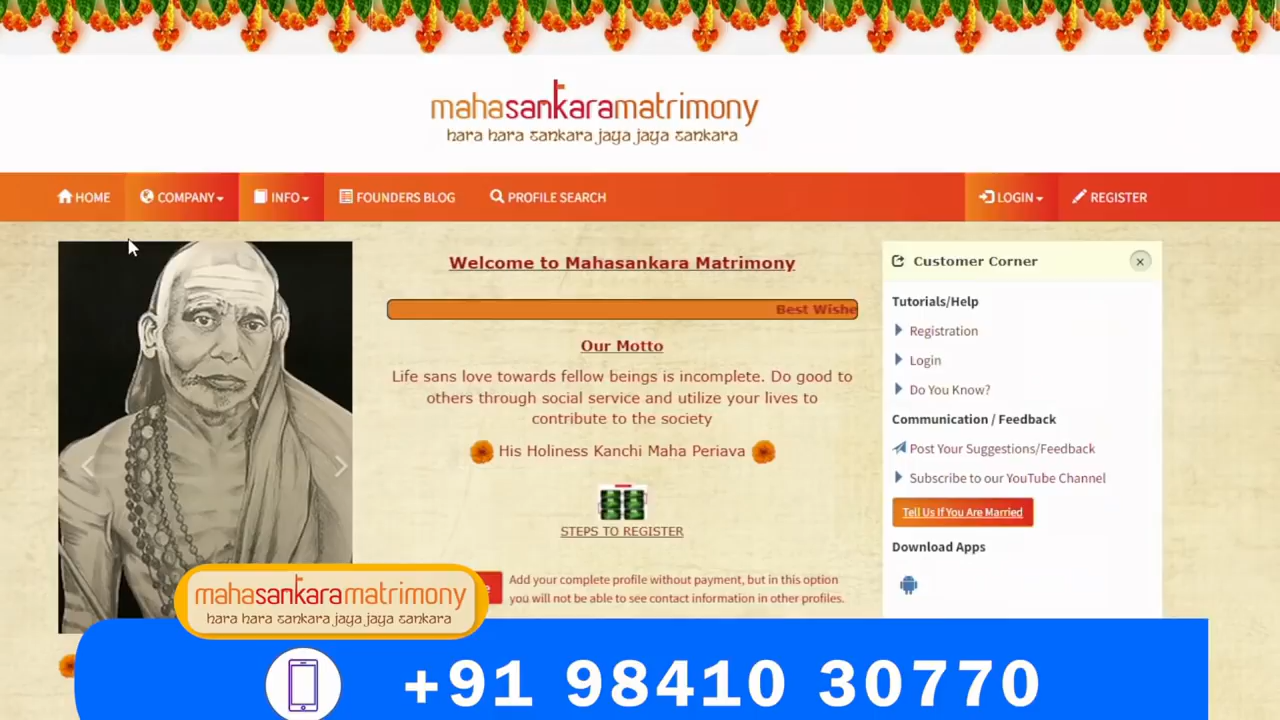 mahasankaramatrimony
hara hara sankara jaya jaya sankara
HOME
COMPANY
INFO
FOUNDERS BLOG
PROFILE SEARCH
LOGIN
REGISTER
Welcome to Mahasankara Matrimony
Best Wishe
Our Motto
Life sans love towards fellow beings is incomplete. Do good to
others through social service and utilize your lives to
contribute to the society
His Holiness Kanchi Maha Periava
STEPS TO REGISTER
Add your complete profile without payment, but in this option
you will not be able to see contact information in other profiles.
Customer Corner
Tutorials/Help
Registration
Login
Do You Know?
Communication / Feedback
Post Your Suggestions/Feedback
Subscribe to our YouTube Channel
Tell Us If You Are Married
Download Apps
mahasankaramatrimony
hara hara sankara jaya jaya sankara
+91 98410 30770